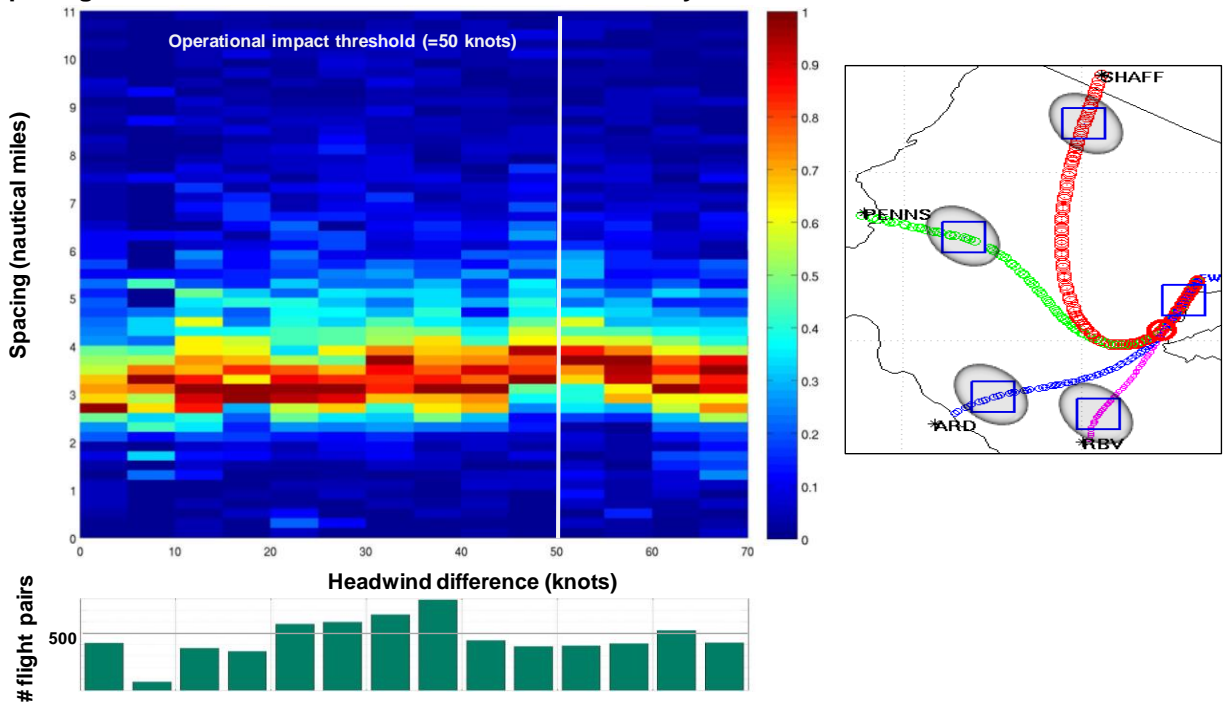 Operational impact threshold (=50 knots)
Spacing (nautical miles)
11
10
9
8
7
6
5
4
3
2
1
0
0 10 20 30 40 50 60 70
1
0.9
0.8
0.7
0.6
0.5
0.4
0.3
0.2
0.1
0
Headwind difference (knots)
# flight pairs
500
SHAFF
PENNS
ARD
RBV